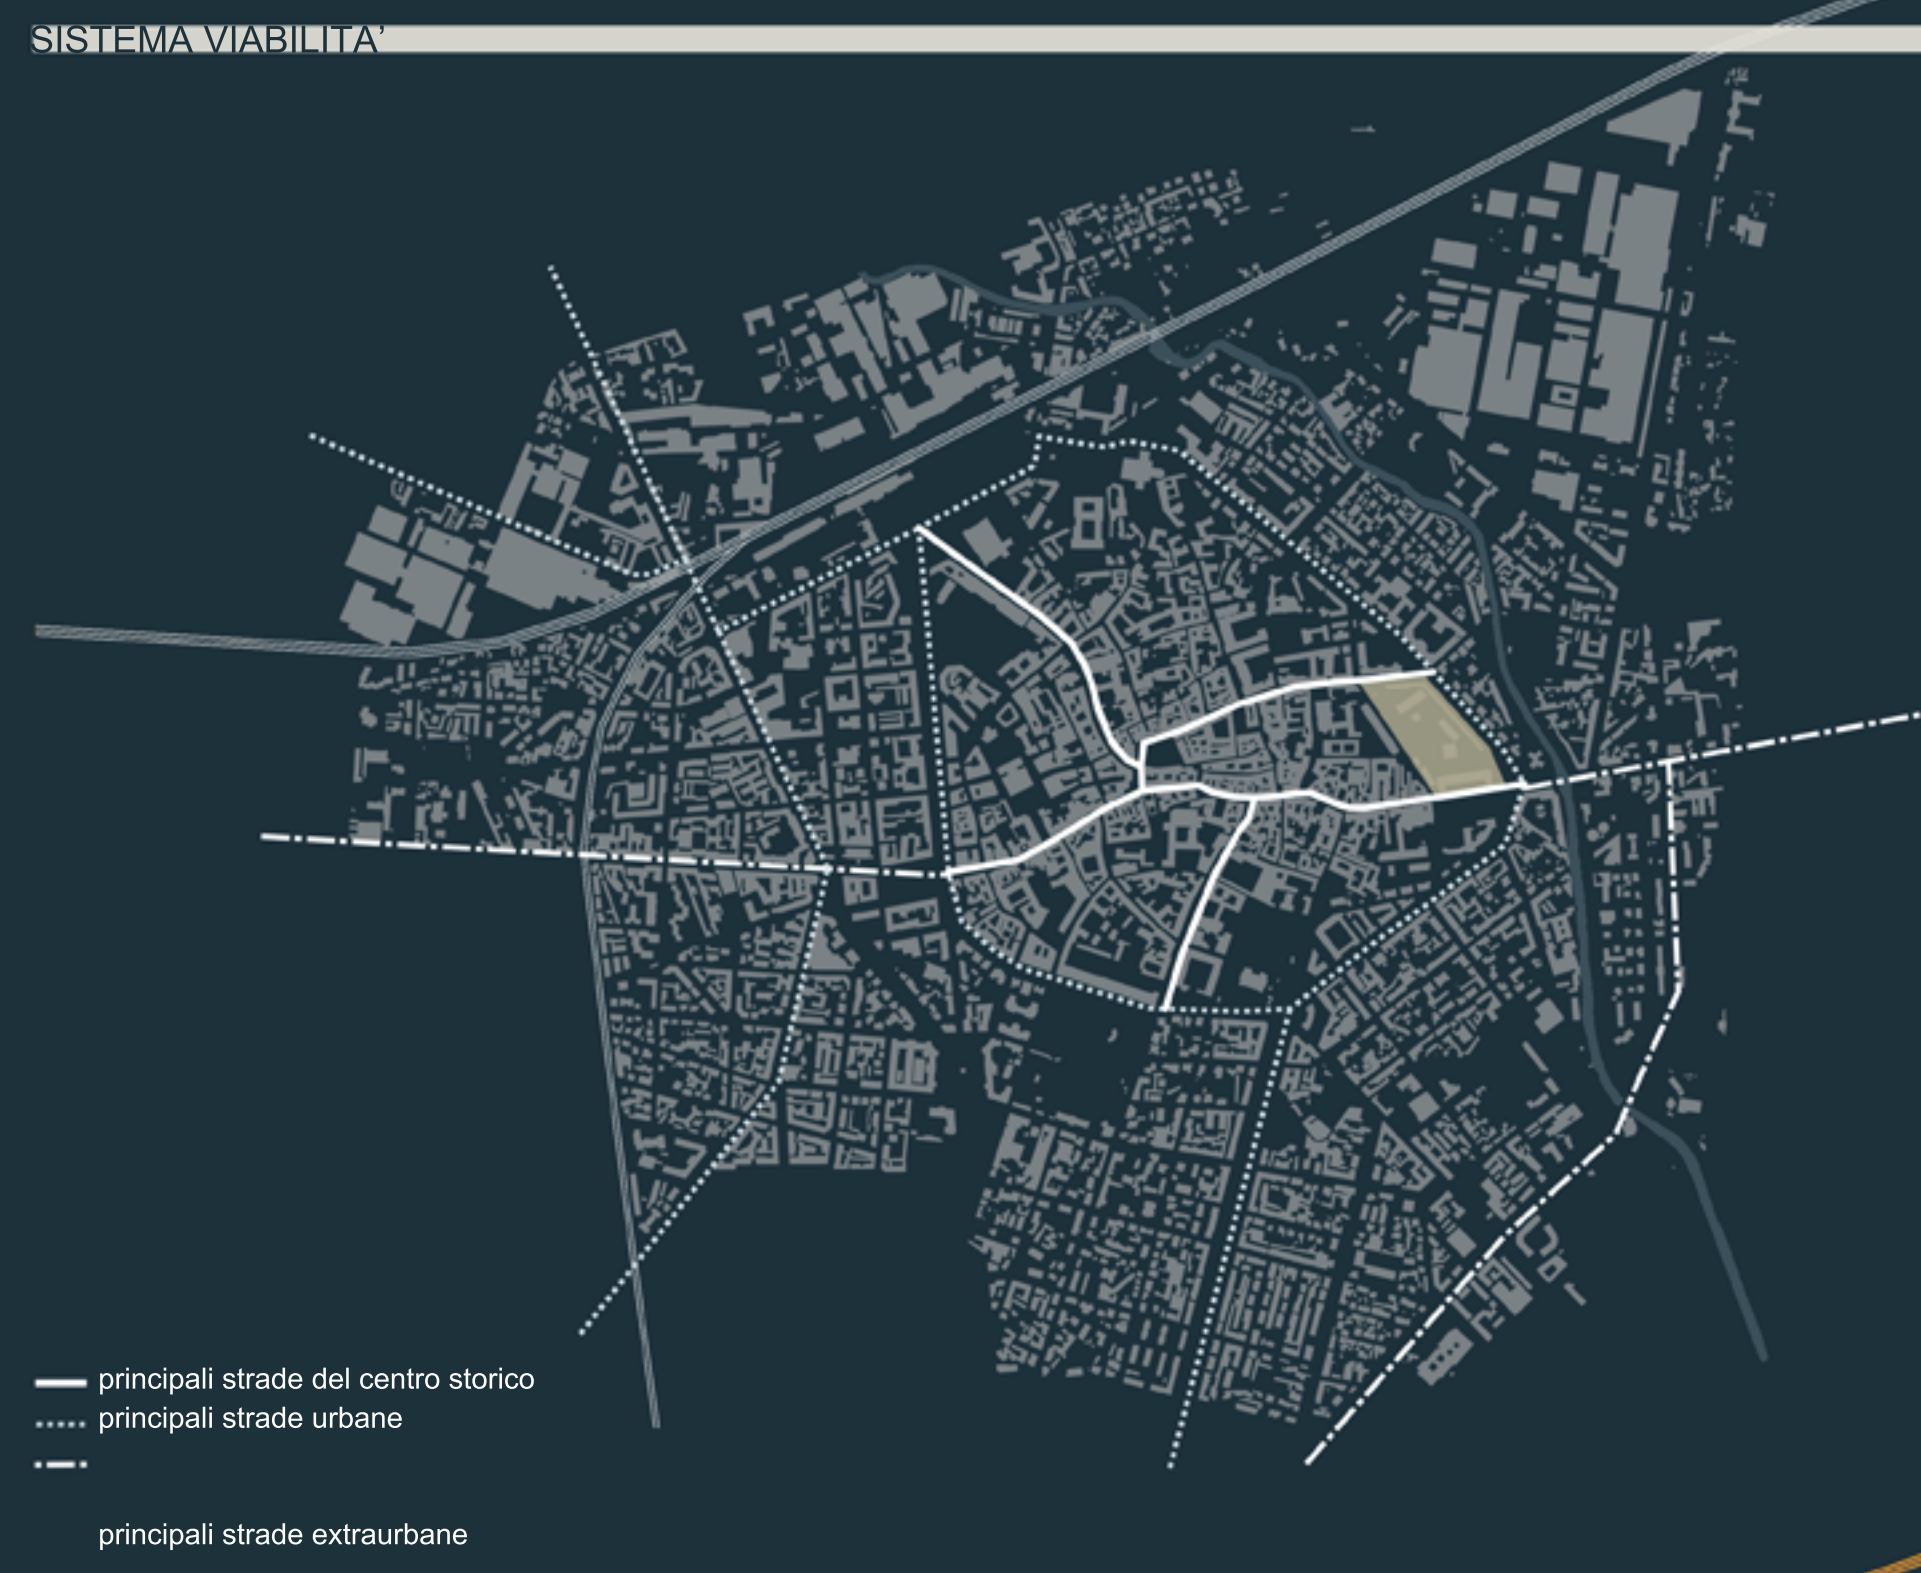 SISTEMA VIABILITA’
principali strade del centro storico
principali strade urbane
principali strade extraurbane